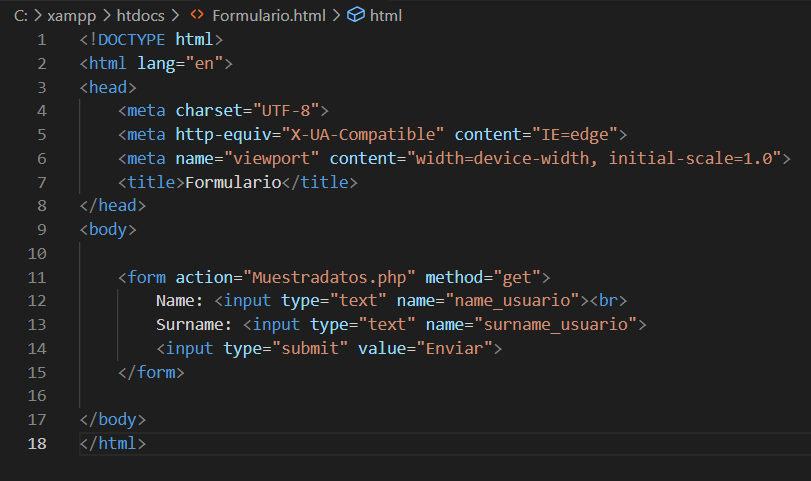 C: > xampp > htdocs > <> Formulario.html > html
1 <!DOCTYPE html>
2 <html lang="en">
3 <head>
4 <meta charset="UTF-8">
5 <meta http-equiv="X-UA-Compatible" content="IE=edge">
6 <meta name="viewport" content="width=device-width, initial-scale=1.0">
7 <title>Formulario</title>
8 </head>
9 <body>
10
11 <form action="Muestradatos.php" method="get">
12 Name: <input type="text" name="name_usuario"><br>
13 Surname: <input type="text" name="surname_usuario">
14 <input type="submit" value="Enviar">
15 </form>
16
17 </body>
18 </html>